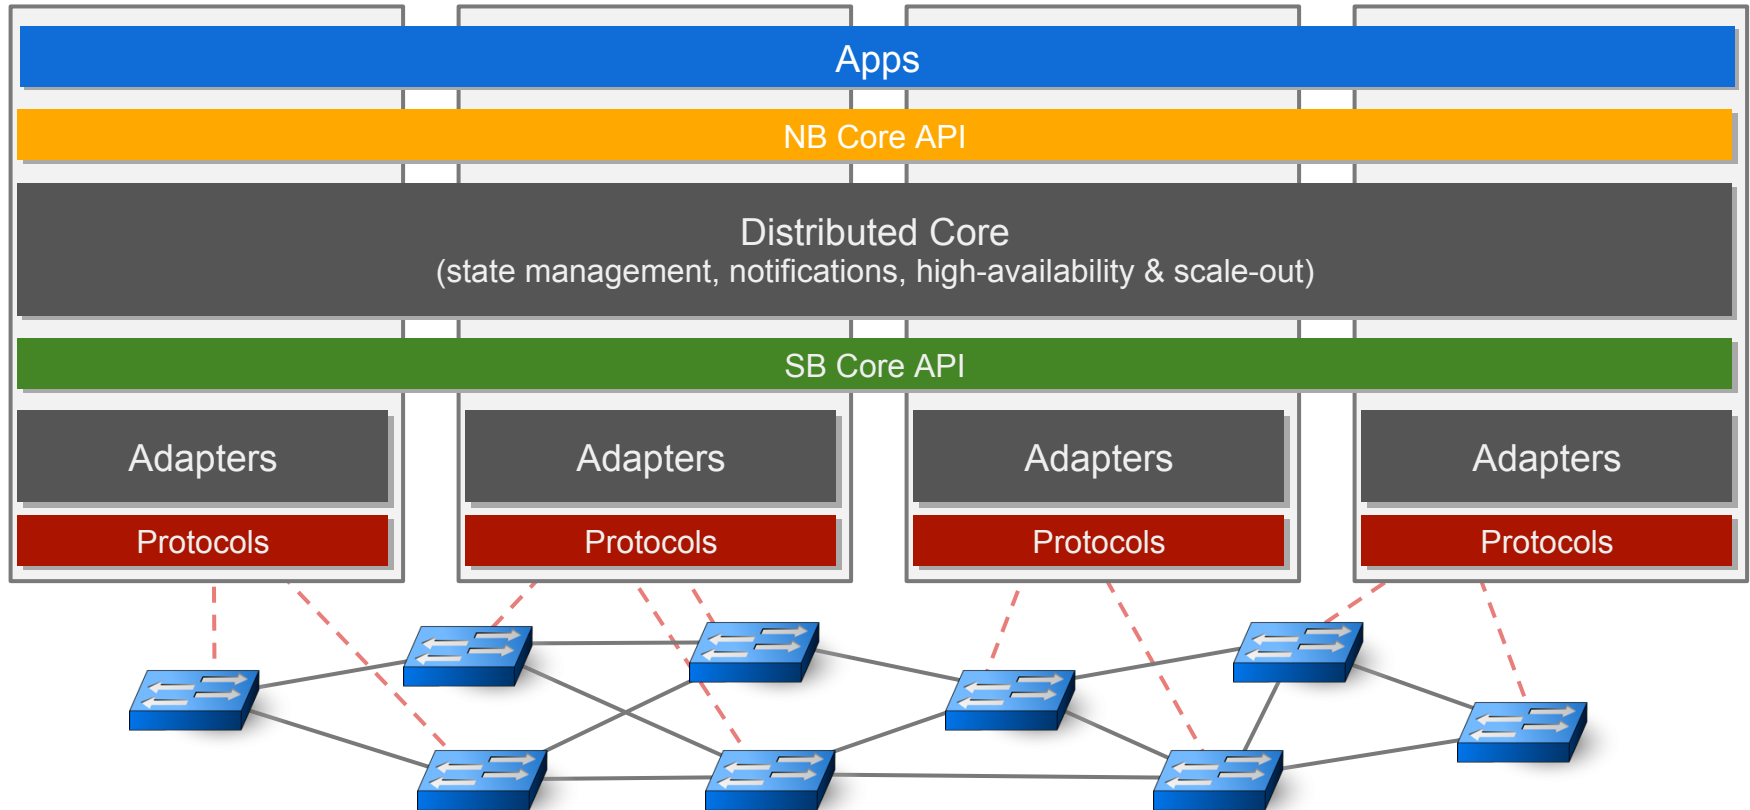 Apps
NB Core API
Distributed Core
(state management, notifications, high-availability & scale-out)
SB Core API
Adapters
Adapters
Adapters
Adapters
Protocols
Protocols
Protocols
Protocols